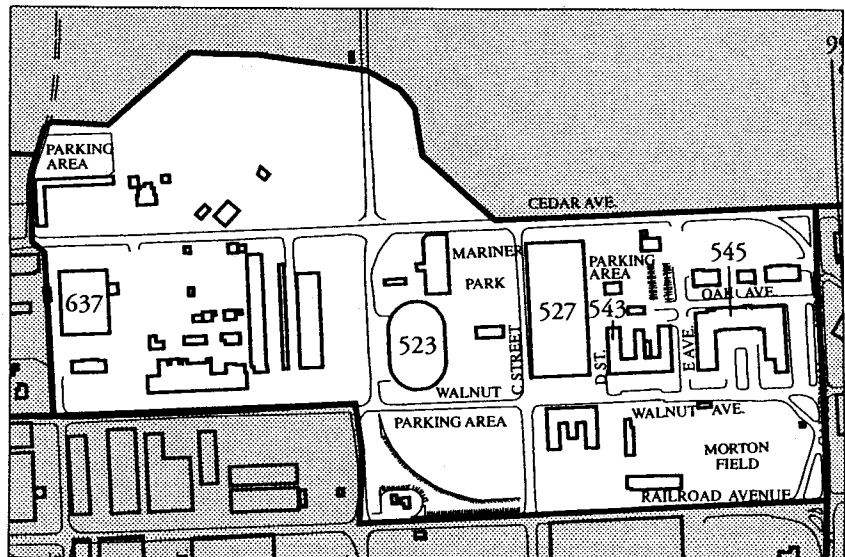 9
PARKING
AREA
CEDAR AVE.
MARINER
PARK
PARKING
AREA
545
OAK AVE.
637
523
527
543
C STREET
D ST.
E AVE.
WALNUT
WALNUT AVE.
PARKING AREA
MORTON
FIELD
RAILROAD AVENUE